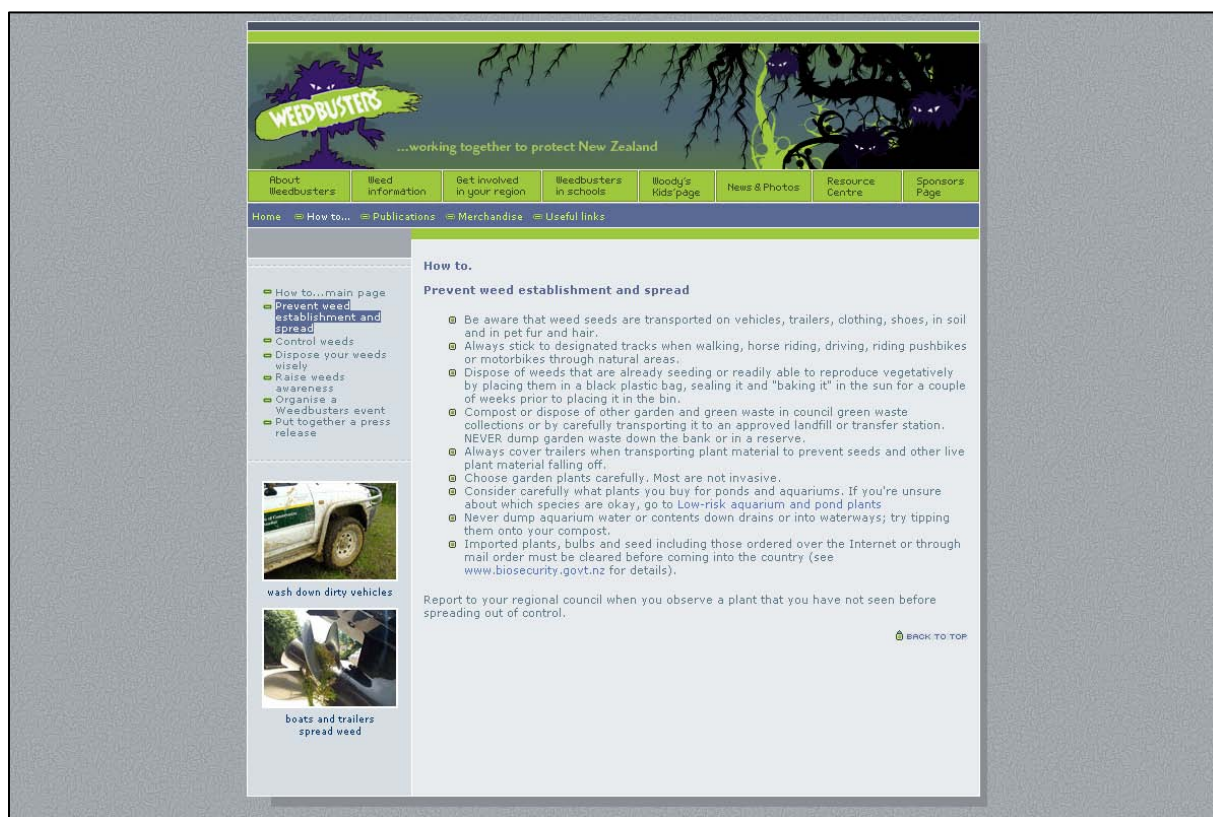 WEEDBUSTERS
...working together to protect New Zealand
About
Weedbusters
Weed
information
Get involved
in your region
Weedbusters
in schools
Woody's
Kids'page
News & Photos
Resource
Centre
Sponsors
Page
Home How to... Publications Merchandise Useful links
How to...main page
Prevent weed
establishment and
spread
Control weeds
Dispose your weeds
wisely
Raise weeds
awareness
Organise a
Weedbusters event
Put together a press
release
wash down dirty vehicles
boats and trailers
spread weed
How to.
Prevent weed establishment and spread
Be aware that weed seeds are transported on vehicles, trailers, clothing, shoes, in soil
and in pet fur and hair.
Always stick to designated tracks when walking, horse riding, driving, riding pushbikes
or motorbikes through natural areas.
Dispose of weeds that are already seeding or readily able to reproduce vegetatively
by placing them in a black plastic bag, sealing it and "baking it" in the sun for a couple
of weeks prior to placing it in the bin.
Compost or dispose of other garden and green waste in council green waste
collections or by carefully transporting it to an approved landfill or transfer station.
NEVER dump garden waste down the bank or in a reserve.
Always cover trailers when transporting plant material to prevent seeds and other live
plant material falling off.
Choose garden plants carefully. Most are not invasive.
Consider carefully what plants you buy for ponds and aquariums. If you're unsure
about which species are okay, go to Low-risk aquarium and pond plants
Never dump aquarium water or contents down drains or into waterways; try tipping
them onto your compost.
Imported plants, bulbs and seed including those ordered over the Internet or through
mail order must be cleared before coming into the country (see
www.biosecurity.govt.nz for details).
Report to your regional council when you observe a plant that you have not seen before
spreading out of control.
BACK TO TOP